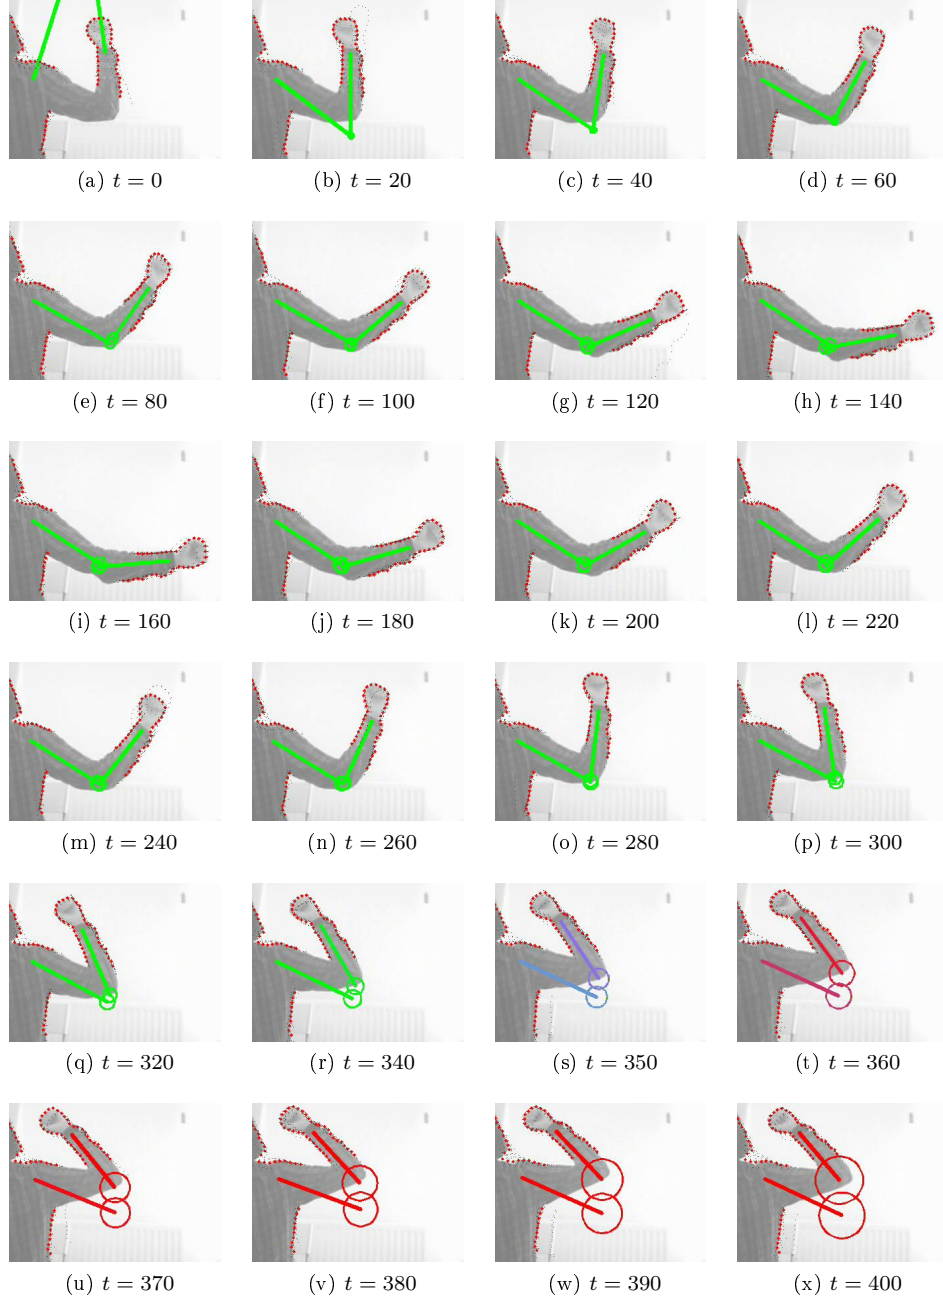 (a) t = 0 (b) t = 20 (c) t = 40 (d) t = 60
(e) t = 80 (f) t = 100 (g) t = 120 (h) t = 140
(i) t = 160 (j) t = 180 (k) t = 200 (l) t = 220
(m) t = 240 (n) t = 260 (o) t = 280 (p) t = 300
(q) t = 320 (r) t = 340 (s) t = 350 (t) t = 360
(u) t = 370 (v) t = 380 (w) t = 390 (x) t = 400